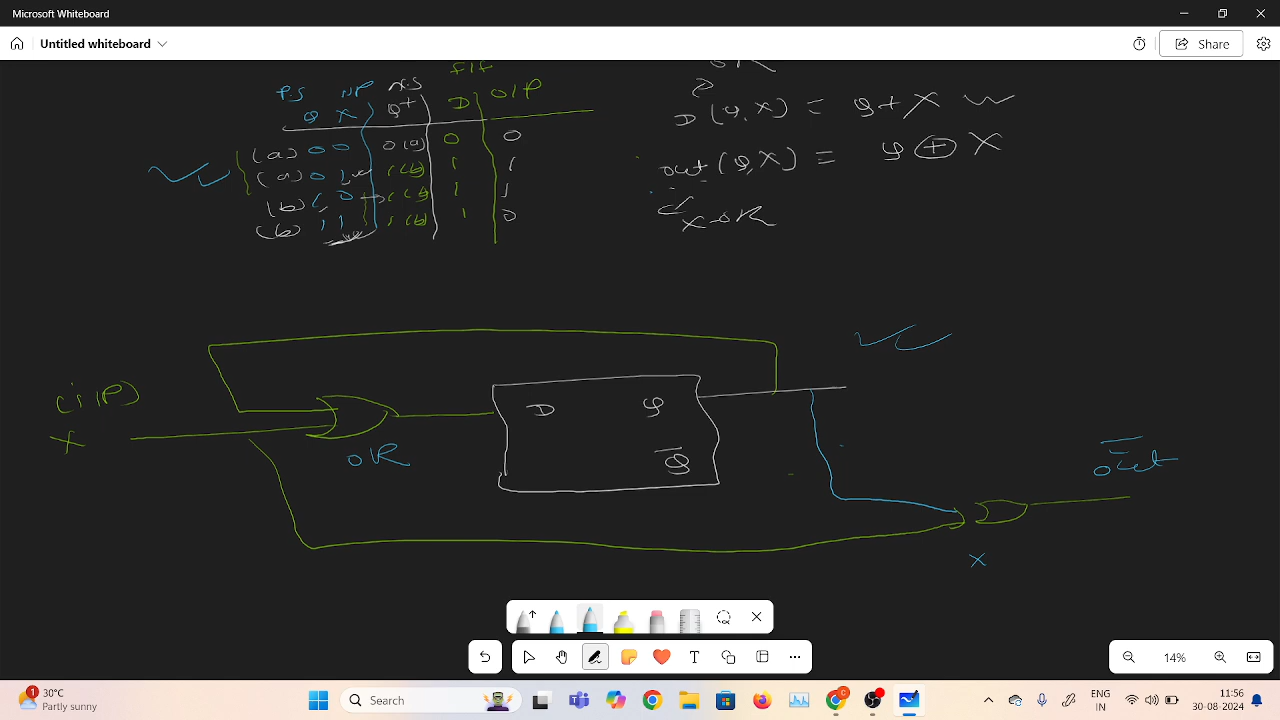 Microsoft Whiteboard
Untitled whiteboard
Share
P.S
N.S
O/P
Q X Q+ D
(a) 0 0 0(a) 0 0
(a) 0 1 1(b) 1 1
(b) 1 0 1(b) 1 1
(b) 1 1 1(b) 1 0
D(Q, X) = Q + X
out(Q, X) = Q ⊕ X
X-OR
(i/P)
X
OR
D Q
Q̅
out
X
14%
1
30°C
Partly sunny
Search
ENG
IN
11:56
30-08-2024